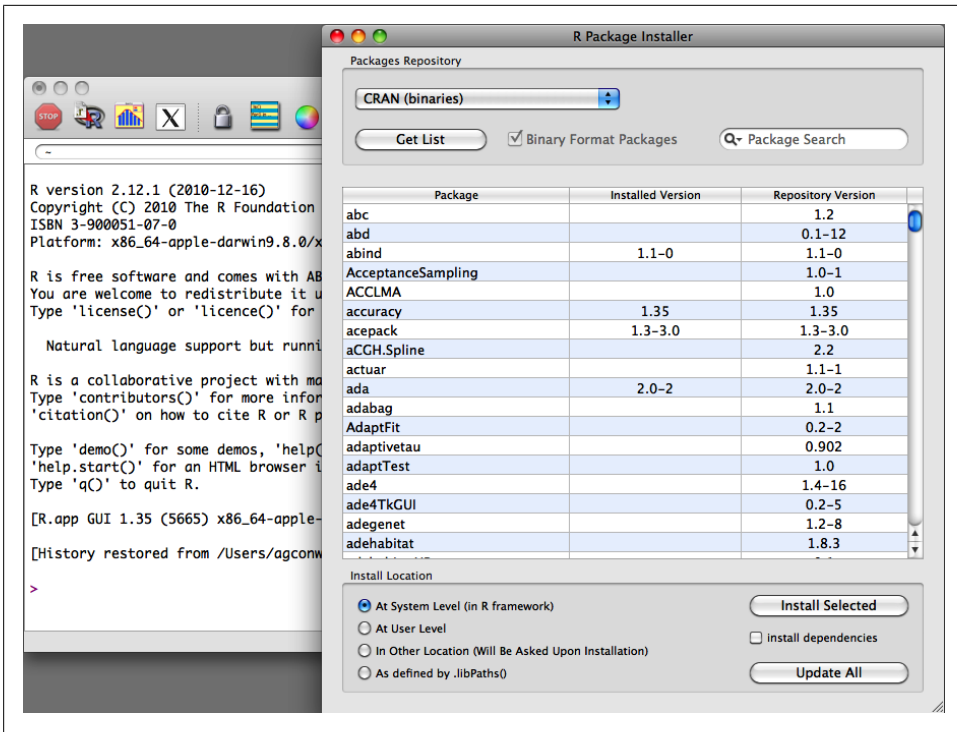 R Package Installer
Packages Repository
CRAN (binaries)
Get List
Binary Format Packages
Package Search
Package Installed Version Repository Version
abc 1.2
abd 0.1-12
abind 1.1-0 1.1-0
AcceptanceSampling 1.0-1
ACCLMA 1.0
accuracy 1.35 1.35
acepack 1.3-3.0 1.3-3.0
aCGH.Spline 2.2
actuar 1.1-1
ada 2.0-2 2.0-2
adabag 1.1
AdaptFit 0.2-2
adaptivetau 0.902
adaptTest 1.0
ade4 1.4-16
ade4TkGUI 0.2-5
adegenet 1.2-8
adehabitat 1.8.3
Install Location
At System Level (in R framework)
At User Level
In Other Location (Will Be Asked Upon Installation)
As defined by .libPaths()
Install Selected
install dependencies
Update All
STOP
R
X
~
R version 2.12.1 (2010-12-16)
Copyright (C) 2010 The R Foundation
ISBN 3-900051-07-0
Platform: x86_64-apple-darwin9.8.0/x
R is free software and comes with AB
You are welcome to redistribute it u
Type 'license()' or 'licence()' for
Natural language support but runni
R is a collaborative project with ma
Type 'contributors()' for more infor
'citation()' on how to cite R or R p
Type 'demo()' for some demos, 'help(
'help.start()' for an HTML browser i
Type 'q()' to quit R.
[R.app GUI 1.35 (5665) x86_64-apple-
[History restored from /Users/agconw
>